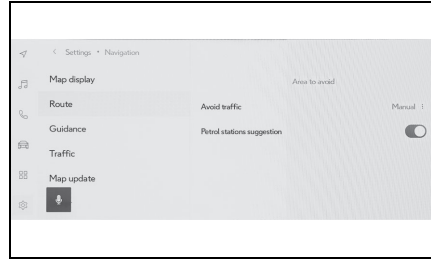 Settings • Navigation
Map display
Area to avoid
Route
Avoid traffic
Manual
Guidance
Petrol stations suggestion
Traffic
Map update